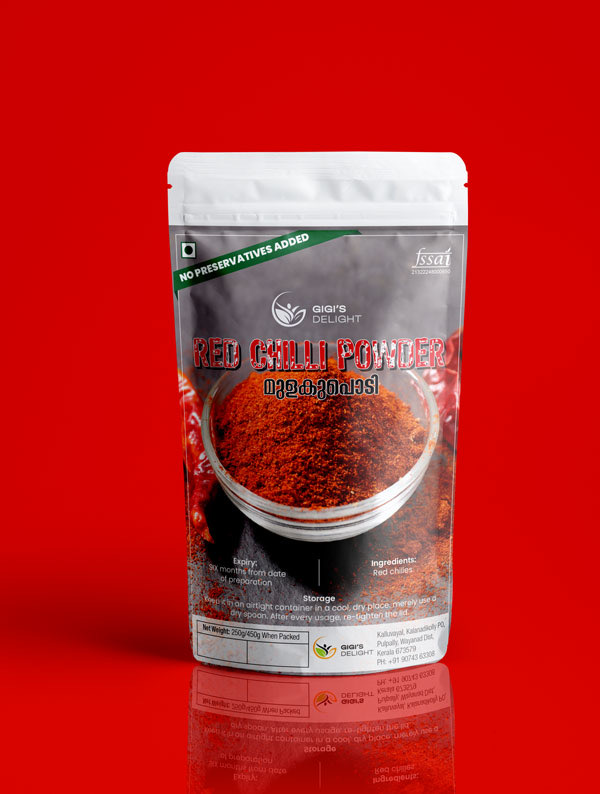 NO PRESERVATIVES ADDED
fssai
GIGI'S
DELIGHT
RED CHILLI POWDER
മുളകുപൊടി
Expiry:
Six months from date
of preparation
Ingredients:
Red chilies
Storage
Keep it in an airtight container in a cool, dry place, merely use a
dry spoon. After every usage, re-tighten the lid.
Net Weight: 250g/450g When Packed
GIGI'S
DELIGHT
Kalluvayal, Kalanadikolly PO,
Pulpally, Wayanad Dist,
Kerala 673579
PH: +91 90743 63308